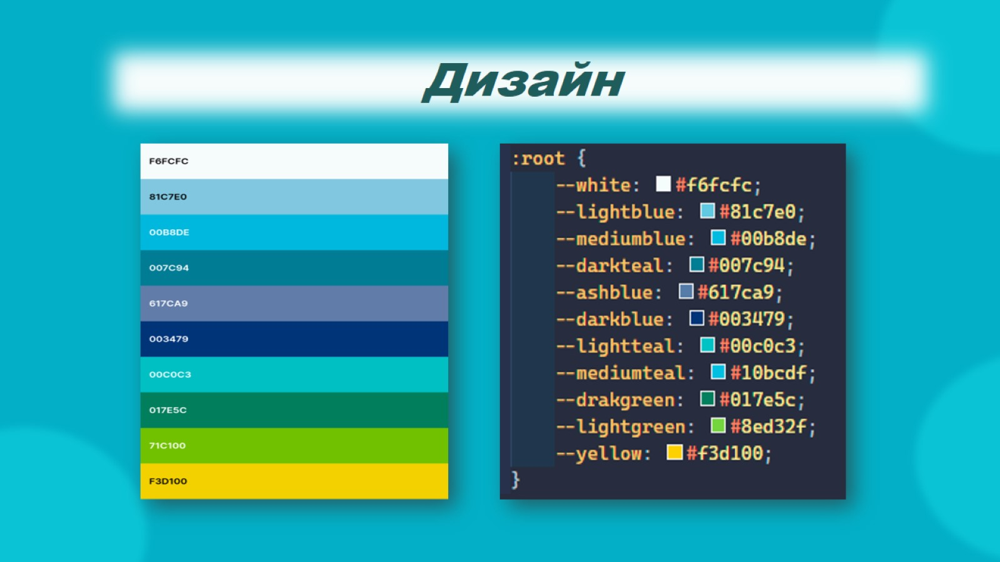 Дизайн
F6FCFC
81C7E0
00B8DE
007C94
617CA9
003479
00C0C3
017E5C
71C100
F3D100
:root {
--white: #f6fcfc;
--lightblue: #81c7e0;
--mediumblue: #00b8de;
--darkteal: #007c94;
--ashblue: #617ca9;
--darkblue: #003479;
--lightteal: #00c0c3;
--mediumteal: #10bcdf;
--drakgreen: #017e5c;
--lightgreen: #8ed32f;
--yellow: #f3d100;
}